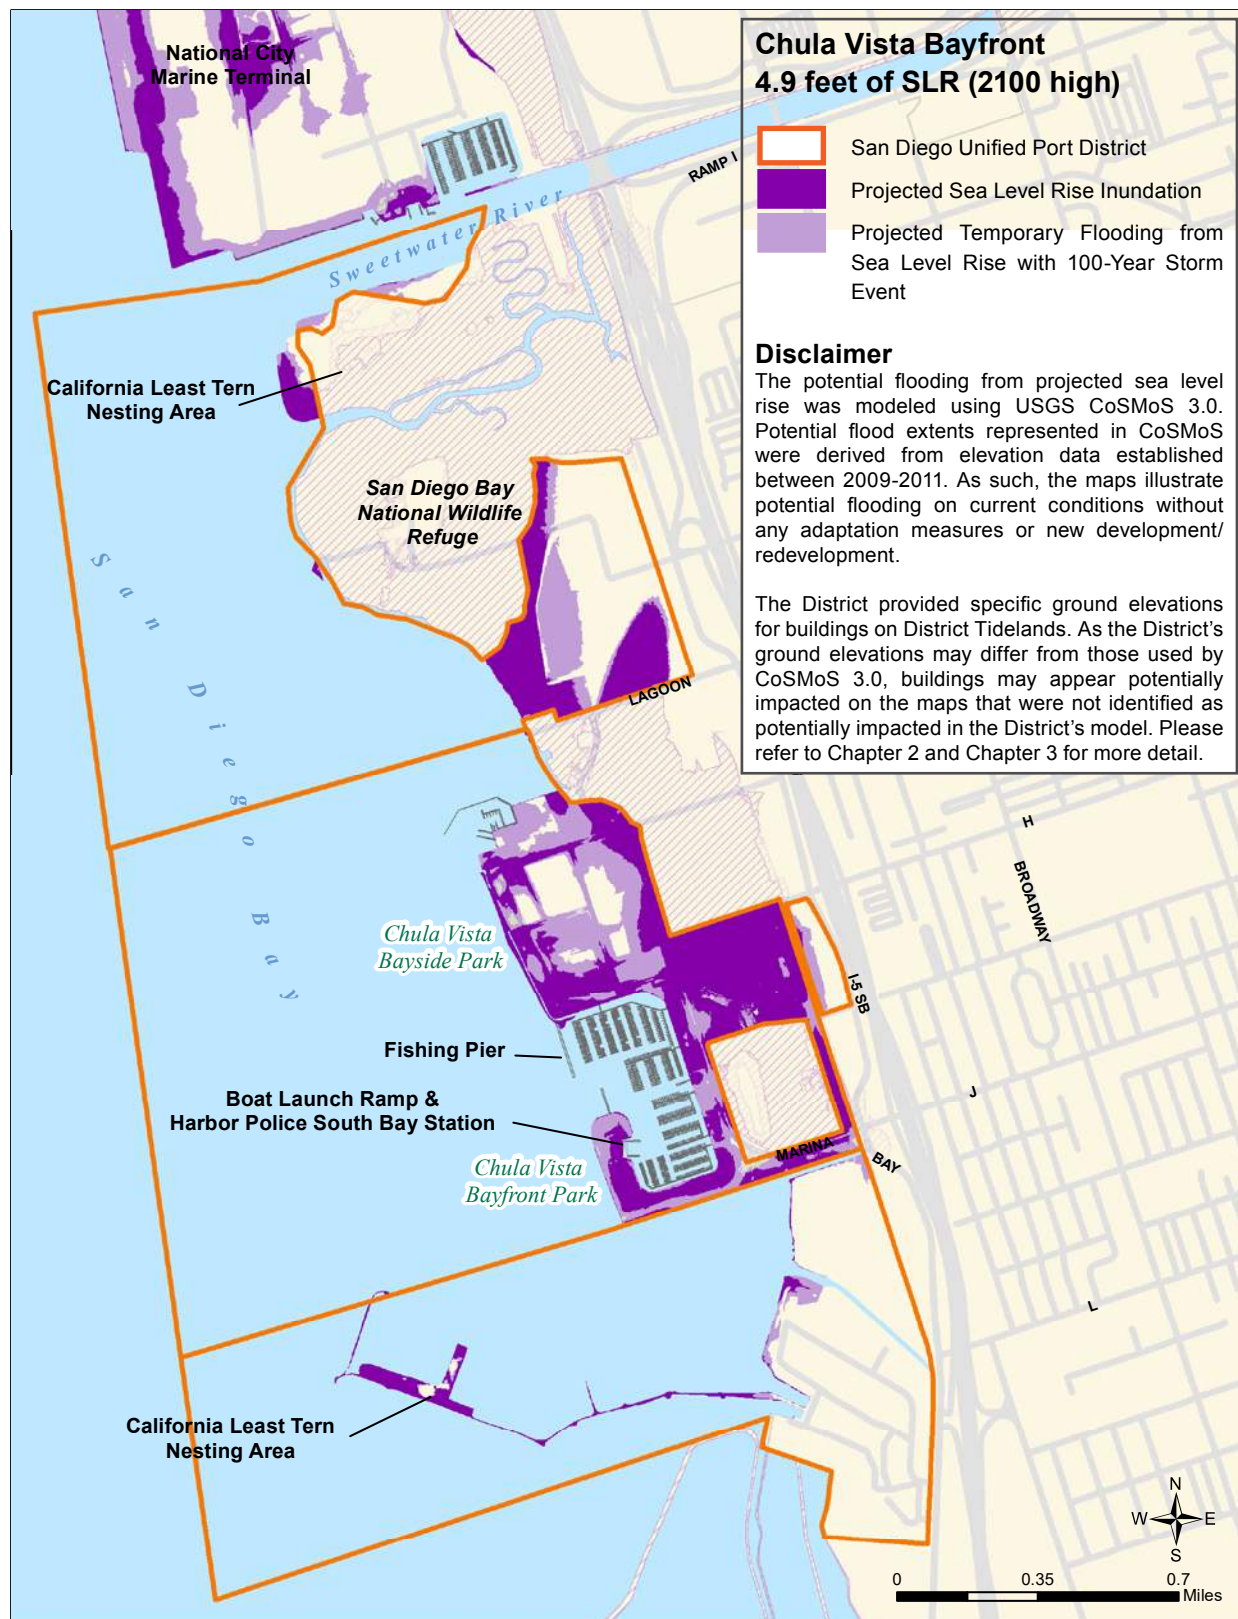 National City
Marine Terminal
Chula Vista Bayfront
4.9 feet of SLR (2100 high)
San Diego Unified Port District
Projected Sea Level Rise Inundation
Projected Temporary Flooding from
Sea Level Rise with 100-Year Storm
Event
Disclaimer
The potential flooding from projected sea level
rise was modeled using USGS CoSMoS 3.0.
Potential flood extents represented in CoSMoS
were derived from elevation data established
between 2009-2011. As such, the maps illustrate
potential flooding on current conditions without
any adaptation measures or new development/
redevelopment.
The District provided specific ground elevations
for buildings on District Tidelands. As the District’s
ground elevations may differ from those used by
CoSMoS 3.0, buildings may appear potentially
impacted on the maps that were not identified as
potentially impacted in the District’s model. Please
refer to Chapter 2 and Chapter 3 for more detail.
RAMP I
Sweetwater River
California Least Tern
Nesting Area
San Diego Bay
National Wildlife
Refuge
San Diego Bay
LAGOON
H
BROADWAY
Chula Vista
Bayside Park
I-5 SB
Fishing Pier
Boat Launch Ramp &
Harbor Police South Bay Station
J
MARINA
BAY
Chula Vista
Bayfront Park
L
California Least Tern
Nesting Area
N
W E
S
0 0.35 0.7
Miles